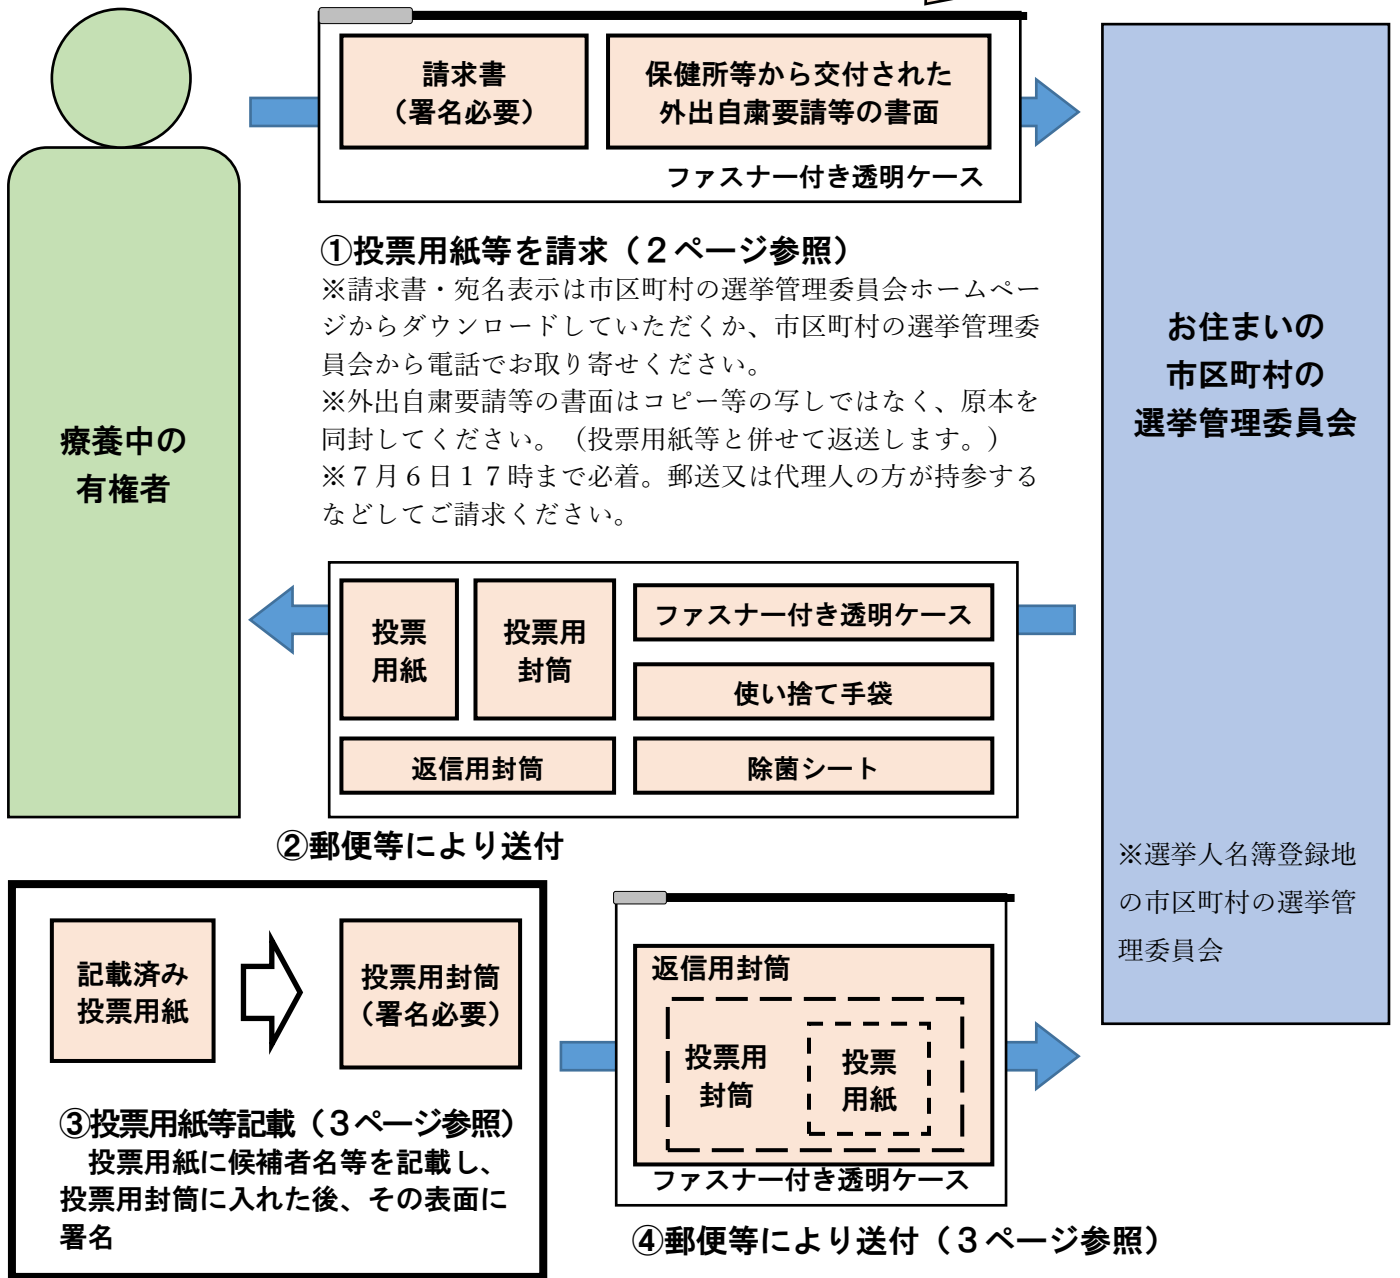 請求書
（署名必要）
保健所等から交付された
外出自粛要請等の書面
ファスナー付き透明ケース
①投票用紙等を請求（２ページ参照）
※請求書・宛名表示は市区町村の選挙管理委員会ホームペー
ジからダウンロードしていただくか、市区町村の選挙管理委
員会から電話でお取り寄せください。
※外出自粛要請等の書面はコピー等の写しではなく、原本を
同封してください。（投票用紙等と併せて返送します。）
※７月６日１７時まで必着。郵送又は代理人の方が持参する
などしてご請求ください。
療養中の
有権者
お住まいの
市区町村の
選挙管理委員会
※選挙人名簿登録地
の市区町村の選挙管
理委員会
投票
用紙
投票用
封筒
ファスナー付き透明ケース
使い捨て手袋
返信用封筒
除菌シート
②郵便等により送付
記載済み
投票用紙
投票用封筒
（署名必要）
③投票用紙等記載（３ページ参照）
投票用紙に候補者名等を記載し、
投票用封筒に入れた後、その表面に
署名
返信用封筒
投票用
封筒
投票
用紙
ファスナー付き透明ケース
④郵便等により送付（３ページ参照）